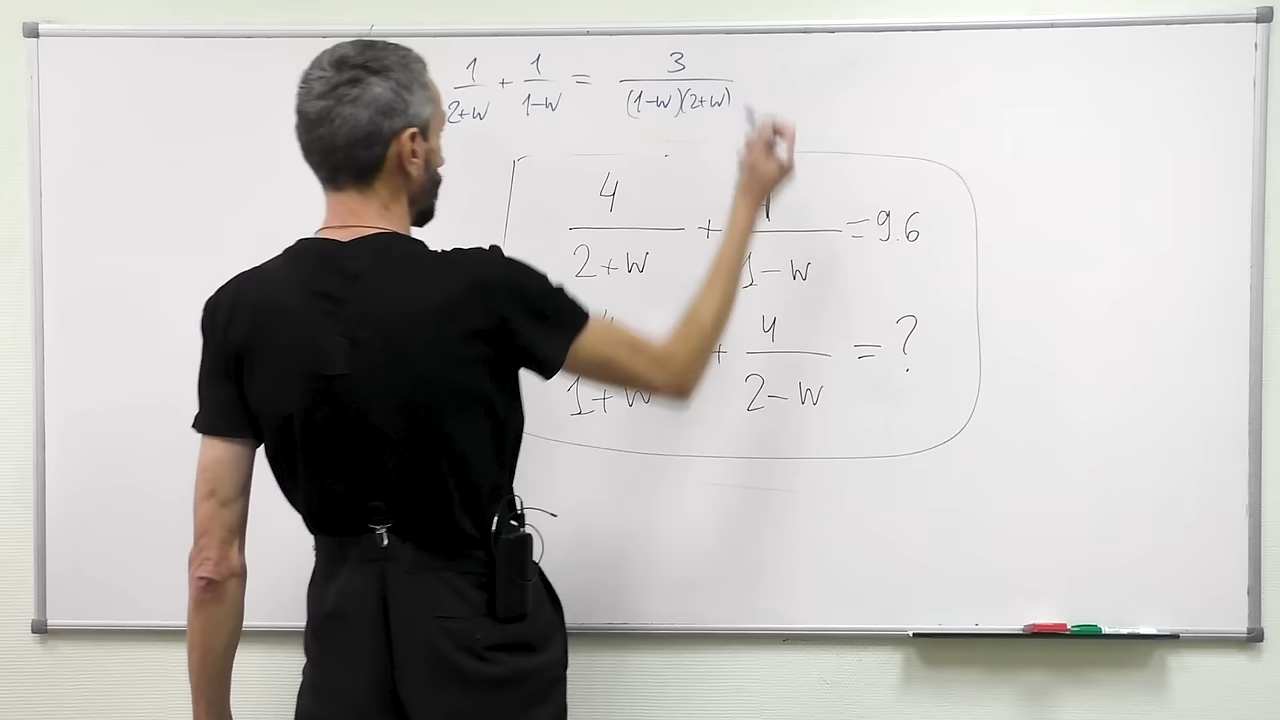 1/(2+W) + 1/(1-W) = 3/((1-W)(2+W))
4/(2+W) + 4/(1-W) = 9.6
4/(1+W) + 4/(2-W) = ?